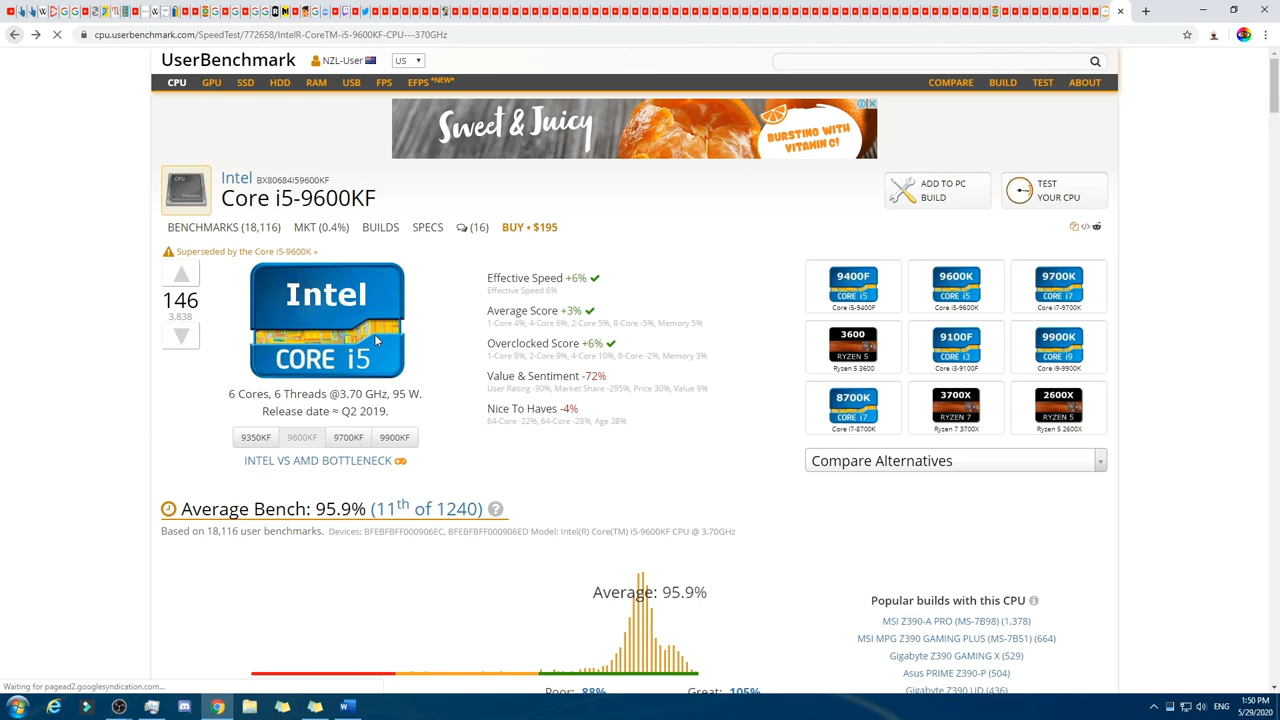 cpu.userbenchmark.com/SpeedTest/772658/IntelR-CoreTM-i5-9600KF-CPU---370GHz
UserBenchmark
NZL-User
US
CPU GPU SSD HDD RAM USB FPS EFPS *NEW*
COMPARE BUILD TEST ABOUT
Sweet & Juicy
BURSTING WITH
VITAMIN C!
CPU
Intel BX80684I59600KF
Core i5-9600KF
ADD TO PC
BUILD
TEST
YOUR CPU
BENCHMARKS (18,116) MKT (0.4%) BUILDS SPECS (16) BUY • $195
Superseded by the Core i5-9600K »
146
3,838
Intel
CORE i5
6 Cores, 6 Threads @3.70 GHz, 95 W.
Release date ≈ Q2 2019.
9350KF 9600KF 9700KF 9900KF
INTEL VS AMD BOTTLENECK
Effective Speed +6%
Effective Speed 6%
Average Score +3%
1-Core 4%, 4-Core 6%, 2-Core 5%, 8-Core -5%, Memory 5%
Overclocked Score +6%
1-Core 8%, 2-Core 9%, 4-Core 10%, 8-Core -2%, Memory 3%
Value & Sentiment -72%
User Rating -30%, Market Share -295%, Price 30%, Value 9%
Nice To Haves -4%
64-Core -22%, 64-Core -28%, Age 38%
9400F 9600K 9700K
CORE i5 CORE i5 CORE i7
Core i5-9400F Core i5-9600K Core i7-9700K
3600 9100F 9900K
RYZEN 5 CORE i3 CORE i9
Ryzen 5 3600 Core i3-9100F Core i9-9900K
8700K 3700X 2600X
CORE i7 RYZEN 7 RYZEN 5
Core i7-8700K Ryzen 7 3700X Ryzen 5 2600X
Compare Alternatives
Average Bench: 95.9% (11th of 1240)
Based on 18,116 user benchmarks. Devices: BFEBFBFF000906EC, BFEBFBFF000906ED Model: Intel(R) Core(TM) i5-9600KF CPU @ 3.70GHz
Average: 95.9%
Poor: 88% Great: 105%
Popular builds with this CPU
MSI Z390-A PRO (MS-7B98) (1,378)
MSI MPG Z390 GAMING PLUS (MS-7B51) (664)
Gigabyte Z390 GAMING X (529)
Asus PRIME Z390-P (504)
Gigabyte Z390 UD (436)
Waiting for pagead2.googlesyndication.com...
ENG
1:50 PM
5/29/2020